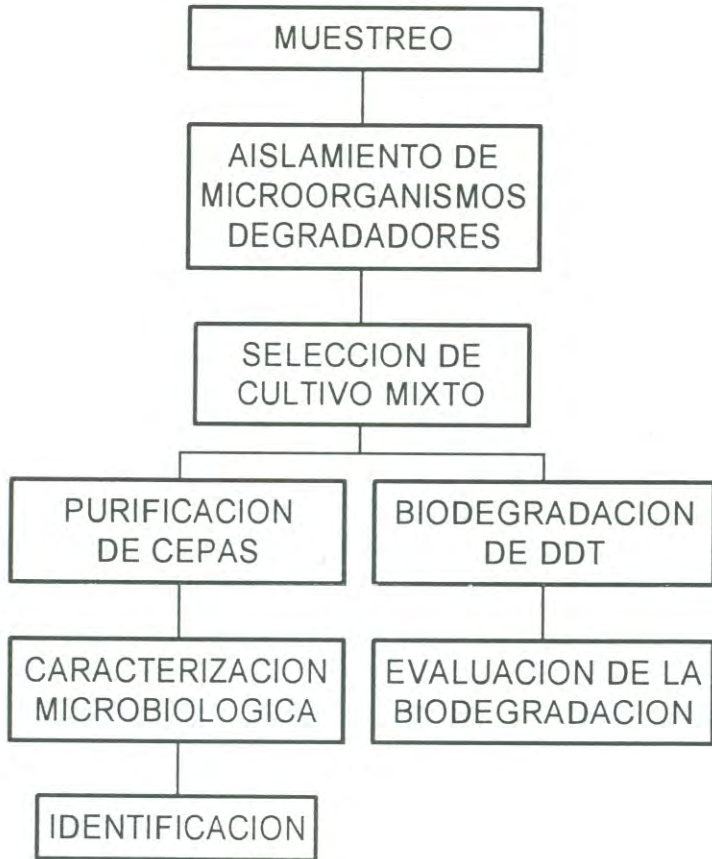 MUESTREO
AISLAMIENTO DE
MICROORGANISMOS
DEGRADADORES
SELECCION DE
CULTIVO MIXTO
PURIFICACION
DE CEPAS
BIODEGRADACION
DE DDT
CARACTERIZACION
MICROBIOLOGICA
EVALUACION DE LA
BIODEGRADACION
IDENTIFICACION